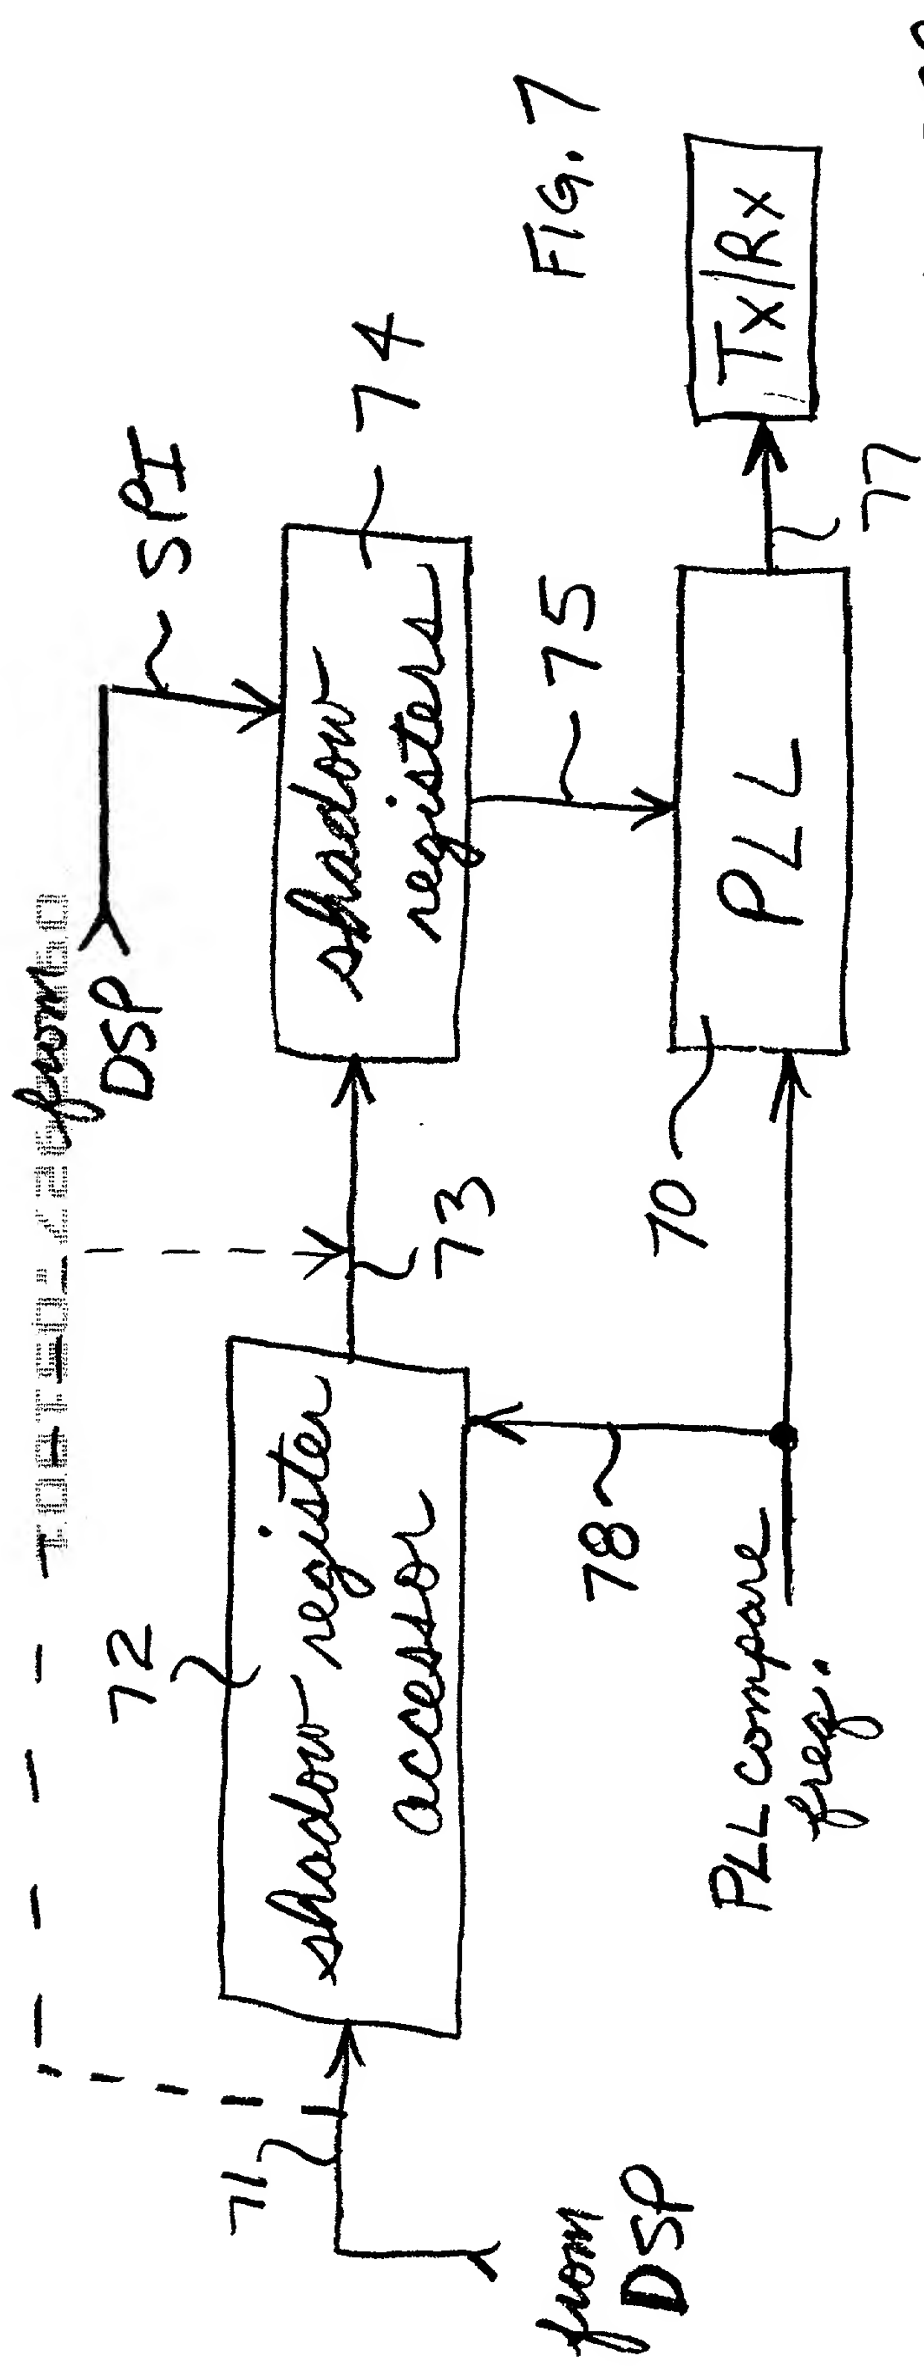 from
DSP
SPI
71
72
shadow register
accessor
73
shadow
registers
74
75
78
PLL compare
freq.
70
PLL
77
Tx/Rx
from
DSP
FIG. 7